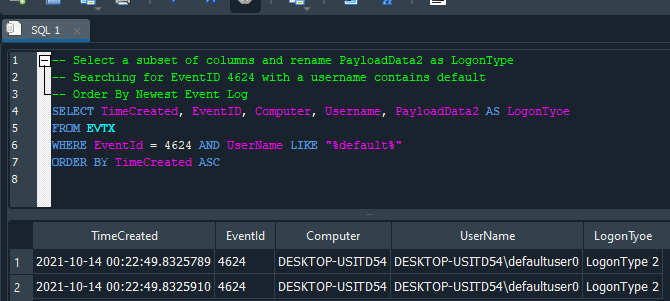 SQL 1
1 -- Select a subset of columns and rename PayloadData2 as LogonType
2 -- Searching for EventID 4624 with a username contains default
3 -- Order By Newest Event Log
4 SELECT TimeCreated, EventID, Computer, Username, PayloadData2 AS LogonTyoe
5 FROM EVTX
6 WHERE EventId = 4624 AND UserName LIKE "%default%"
7 ORDER BY TimeCreated ASC
8
TimeCreated EventId Computer UserName LogonTyoe
1 2021-10-14 00:22:49.8325789 4624 DESKTOP-USITD54 DESKTOP-USITD54\defaultuser0 LogonType 2
2 2021-10-14 00:22:49.8325910 4624 DESKTOP-USITD54 DESKTOP-USITD54\defaultuser0 LogonType 2